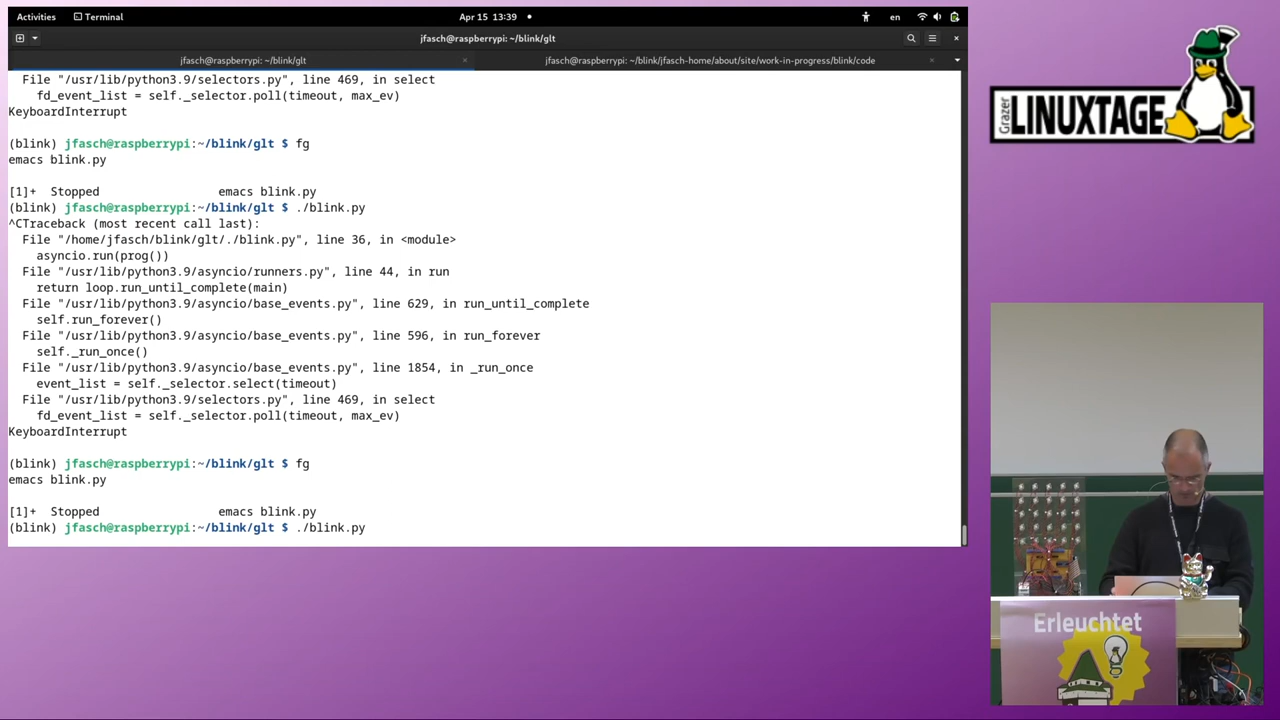 Activities
Terminal
Apr 15 13:39
en
jfasch@raspberrypi: ~/blink/glt
jfasch@raspberrypi: ~/blink/glt
jfasch@raspberrypi: ~/blink/jfasch-home/about/site/work-in-progress/blink/code
File "/usr/lib/python3.9/selectors.py", line 469, in select
fd_event_list = self._selector.poll(timeout, max_ev)
KeyboardInterrupt
(blink) jfasch@raspberrypi:~/blink/glt $ fg
emacs blink.py
[1]+  Stopped                 emacs blink.py
(blink) jfasch@raspberrypi:~/blink/glt $ ./blink.py
^CTraceback (most recent call last):
File "/home/jfasch/blink/glt/./blink.py", line 36, in <module>
asyncio.run(prog())
File "/usr/lib/python3.9/asyncio/runners.py", line 44, in run
return loop.run_until_complete(main)
File "/usr/lib/python3.9/asyncio/base_events.py", line 629, in run_until_complete
self.run_forever()
File "/usr/lib/python3.9/asyncio/base_events.py", line 596, in run_forever
self._run_once()
File "/usr/lib/python3.9/asyncio/base_events.py", line 1854, in _run_once
event_list = self._selector.select(timeout)
File "/usr/lib/python3.9/selectors.py", line 469, in select
fd_event_list = self._selector.poll(timeout, max_ev)
KeyboardInterrupt
(blink) jfasch@raspberrypi:~/blink/glt $ fg
emacs blink.py
[1]+  Stopped                 emacs blink.py
(blink) jfasch@raspberrypi:~/blink/glt $ ./blink.py
Grazer
LINUXTAGE
Erleuchtet